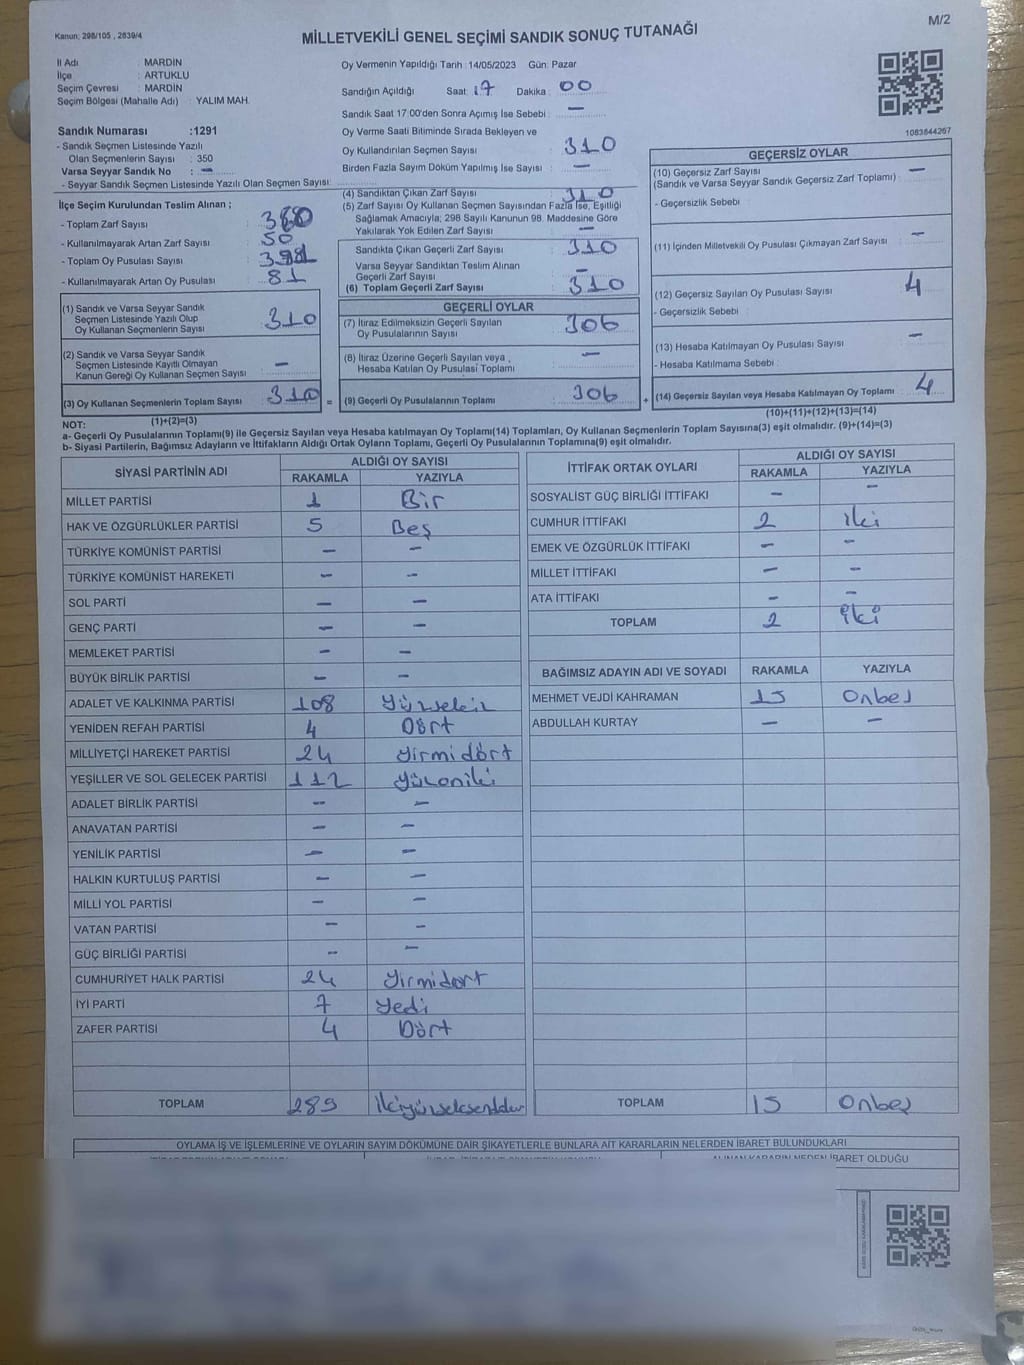 M/2
Kanun: 298/105 , 2839/4
MİLLETVEKİLİ GENEL SEÇİMİ SANDIK SONUÇ TUTANAĞI
İl Adı : MARDİN
İlçe : ARTUKLU
Seçim Çevresi : MARDİN
Seçim Bölgesi (Mahalle Adı) : YALIM MAH.
Sandık Numarası :1291
- Sandık Seçmen Listesinde Yazılı
Olan Seçmenlerin Sayısı : 350
Varsa Seyyar Sandık No : -
- Seyyar Sandık Seçmen Listesinde Yazılı Olan Seçmen Sayısı:
İlçe Seçim Kurulundan Teslim Alınan ;
- Toplam Zarf Sayısı : 360
- Kullanılmayarak Artan Zarf Sayısı : 50
- Toplam Oy Pusulası Sayısı :
- Kullanılmayarak Artan Oy Pusulası : 81
(1) Sandık ve Varsa Seyyar Sandık
Seçmen Listesinde Yazılı Olup
Oy Kullanan Seçmenlerin Sayısı 310
(2) Sandık ve Varsa Seyyar Sandık
Seçmen Listesinde Kayıtlı Olmayan
Kanun Gereği Oy Kullanan Seçmen Sayısı -
(3) Oy Kullanan Seçmenlerin Toplam Sayısı 310 =
(1)+(2)=(3)
Oy Vermenin Yapıldığı Tarih :14/05/2023 Gün: Pazar
Sandığın Açıldığı Saat: 17 Dakika : 00
Sandık Saat 17:00'den Sonra Açımış İse Sebebi : -
Oy Verme Saati Bitiminde Sırada Bekleyen ve
Oy Kullandırılan Seçmen Sayısı : 310
Birden Fazla Sayım Döküm Yapılmış İse Sayısı : -
(4) Sandıktan Çıkan Zarf Sayısı : 310
(5) Zarf Sayısı Oy Kullanan Seçmen Sayısından Fazla İse, Eşitliği
Sağlamak Amacıyla; 298 Sayılı Kanunun 98. Maddesine Göre
Yakılarak Yok Edilen Zarf Sayısı : -
Sandıkta Çıkan Geçerli Zarf Sayısı : 310
Varsa Seyyar Sandıktan Teslim Alınan
Geçerli Zarf Sayısı : -
(6) Toplam Geçerli Zarf Sayısı : 310
GEÇERLİ OYLAR
(7) İtiraz Edilmeksizin Geçerli Sayılan
Oy Pusulalarının Sayısı : 306
(8) İtiraz Üzerine Geçerli Sayılan veya
Hesaba Katılan Oy Pusulası Toplamı : -
(9) Geçerli Oy Pusulalarının Toplamı : 306 +
1083644267
GEÇERSİZ OYLAR
(10) Geçersiz Zarf Sayısı -
(Sandık ve Varsa Seyyar Sandık Geçersiz Zarf Toplamı) :
- Geçersizlik Sebebi :
(11) İçinden Milletvekili Oy Pusulası Çıkmayan Zarf Sayısı : -
(12) Geçersiz Sayılan Oy Pusulası Sayısı : 4
- Geçersizlik Sebebi :
(13) Hesaba Katılmayan Oy Pusulası Sayısı : -
- Hesaba Katılmama Sebebi :
(14) Geçersiz Sayılan veya Hesaba Katılmayan Oy Toplamı : 4
(10)+(11)+(12)+(13)=(14)
NOT:
a- Geçerli Oy Pusulalarının Toplamı(9) ile Geçersiz Sayılan veya Hesaba katılmayan Oy Toplamı(14) Toplamları, Oy Kullanan Seçmenlerin Toplam Sayısına(3) eşit olmalıdır. (9)+(14)=(3)
b- Siyasi Partilerin, Bağımsız Adayların ve İttifakların Aldığı Ortak Oyların Toplamı, Geçerli Oy Pusulalarının Toplamına(9) eşit olmalıdır.
SİYASİ PARTİNİN ADI ALDIĞI OY SAYISI
RAKAMLA YAZIYLA
MİLLET PARTİSİ 1 Bir
HAK VE ÖZGÜRLÜKLER PARTİSİ 5 Beş
TÜRKİYE KOMÜNİST PARTİSİ - -
TÜRKİYE KOMÜNİST HAREKETİ - -
SOL PARTİ - -
GENÇ PARTİ - -
MEMLEKET PARTİSİ - -
BÜYÜK BİRLİK PARTİSİ - -
ADALET VE KALKINMA PARTİSİ 108 Yüzsekiz
YENİDEN REFAH PARTİSİ 4 Dört
MİLLİYETÇİ HAREKET PARTİSİ 24 Yirmidört
YEŞİLLER VE SOL GELECEK PARTİSİ 112 Yüzoniki
ADALET BİRLİK PARTİSİ - -
ANAVATAN PARTİSİ - -
YENİLİK PARTİSİ - -
HALKIN KURTULUŞ PARTİSİ - -
MİLLİ YOL PARTİSİ - -
VATAN PARTİSİ - -
GÜÇ BİRLİĞİ PARTİSİ - -
CUMHURİYET HALK PARTİSİ 24 Yirmidört
İYİ PARTİ 7 Yedi
ZAFER PARTİSİ 4 Dört
TOPLAM 289
İTTİFAK ORTAK OYLARI ALDIĞI OY SAYISI
RAKAMLA YAZIYLA
SOSYALİST GÜÇ BİRLİĞİ İTTİFAKI - -
CUMHUR İTTİFAKI 2 iki
EMEK VE ÖZGÜRLÜK İTTİFAKI - -
MİLLET İTTİFAKI - -
ATA İTTİFAKI - -
TOPLAM 2 iki
BAĞIMSIZ ADAYIN ADI VE SOYADI RAKAMLA YAZIYLA
MEHMET VEJDİ KAHRAMAN 15 Onbeş
ABDULLAH KURTAY - -
TOPLAM 15 Onbeş
OYLAMA İŞ VE İŞLEMLERİNE VE OYLARIN SAYIM DÖKÜMÜNE DAİR ŞİKAYETLERLE BUNLARA AİT KARARLARIN NELERDEN İBARET BULUNDUKLARI
ALINAN KARARIN NEDEN İBARET OLDUĞU